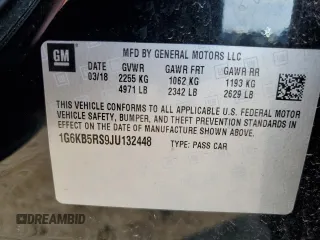 GM
MFD BY GENERAL MOTORS LLC
DATE GVWR GAWR FRT GAWR RR
03/18 2255 KG 1062 KG 1193 KG
4971 LB 2342 LB 2629 LB
THIS VEHICLE CONFORMS TO ALL APPLICABLE U.S. FEDERAL MOTOR
VEHICLE SAFETY, BUMPER, AND THEFT PREVENTION STANDARDS IN
EFFECT ON THE DATE OF MANUFACTURE SHOWN ABOVE.
1G6KB5RS9JU132448 TYPE: PASS CAR
DREAMBID